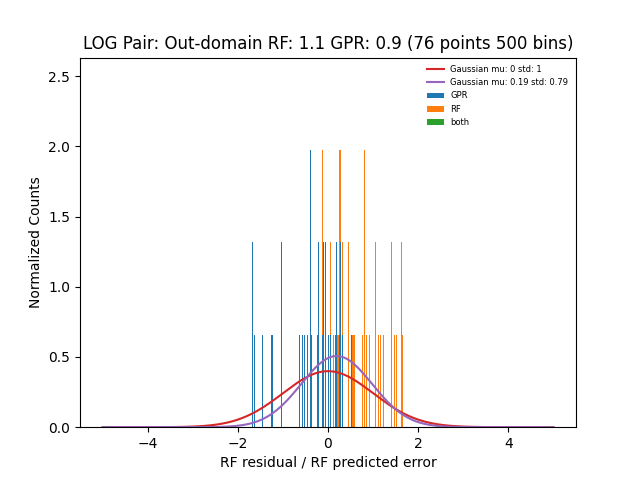 LOG Pair: Out-domain RF: 1.1 GPR: 0.9 (76 points 500 bins)
Gaussian mu: 0 std: 1
Gaussian mu: 0.19 std: 0.79
GPR
RF
both
Normalized Counts
2.5
2.0
1.5
1.0
0.5
0.0
−4
−2
0
2
4
RF residual / RF predicted error